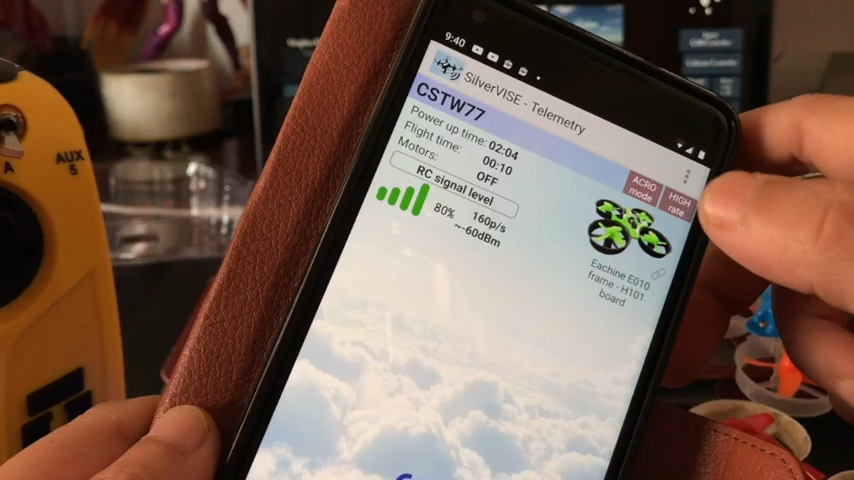 9:40
SilverVISE - Telemetry
CSTW77
Power up time: 02:04
Flight time: 00:10
Motors: OFF
RC signal level
80% 160p/s
~-60dBm
ACRO
mode
HIGH
rate
Eachine E010
frame - H101
board
AUX
5
A